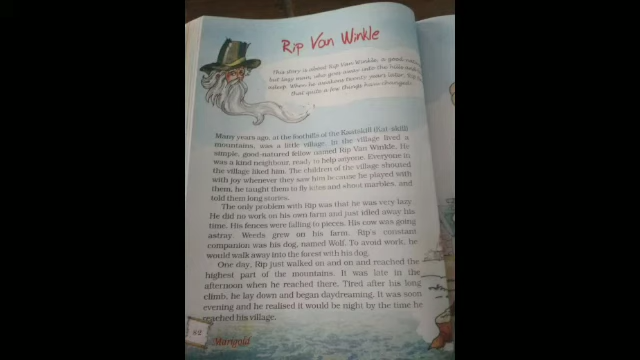 Rip Van Winkle
This story is about Rip Van Winkle, a good
but lazy man, who goes away into the hills and
asleep. When he awakens twenty years later, Rip
that quite a few things have changed.
Many years ago, at the foothills of the Kaatskill (Kat-skill)
mountains, was a little village. In the village lived a
simple, good-natured fellow named Rip Van Winkle. He
was a kind neighbour, ready to help anyone. Everyone in
the village liked him. The children of the village shouted
with joy whenever they saw him because he played with
them, he taught them to fly kites and shoot marbles, and
told them long stories.
The only problem with Rip was that he was very lazy.
He did no work on his own farm and just idled away his
time. His fences were falling to pieces. His cow was going
astray. Weeds grew on his farm. Rip's constant
companion was his dog, named Wolf. To avoid work, he
would walk away into the forest with his dog.
One day, Rip just walked on and on and reached the
highest part of the mountains. It was late in the
afternoon when he reached there. Tired after his long
climb, he lay down and began daydreaming. It was soon
evening and he realised it would be night by the time he
reached his village.
Marigold